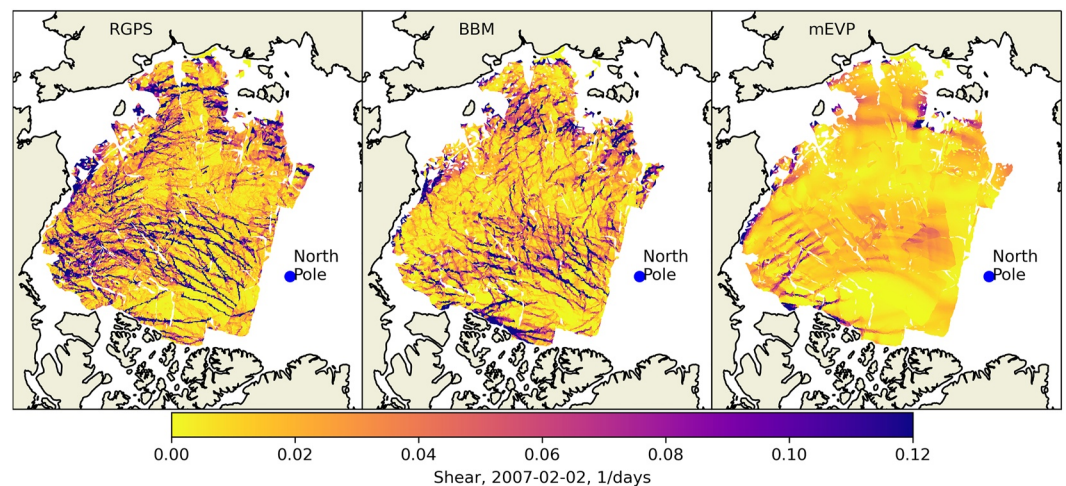 RGPS
BBM
mEVP
North
Pole
North
Pole
North
Pole
0.00
0.02
0.04
0.06
0.08
0.10
0.12
Shear, 2007-02-02, 1/days